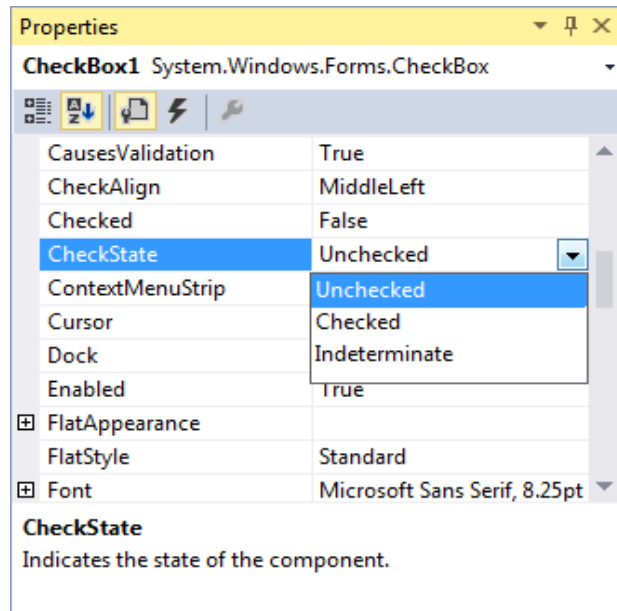 Properties
CheckBox1 System.Windows.Forms.CheckBox
CausesValidation True
CheckAlign MiddleLeft
Checked False
CheckState Unchecked
ContextMenuStrip Unchecked
Cursor Checked
Dock Indeterminate
Enabled True
FlatAppearance
FlatStyle Standard
Font Microsoft Sans Serif, 8.25pt
CheckState
Indicates the state of the component.